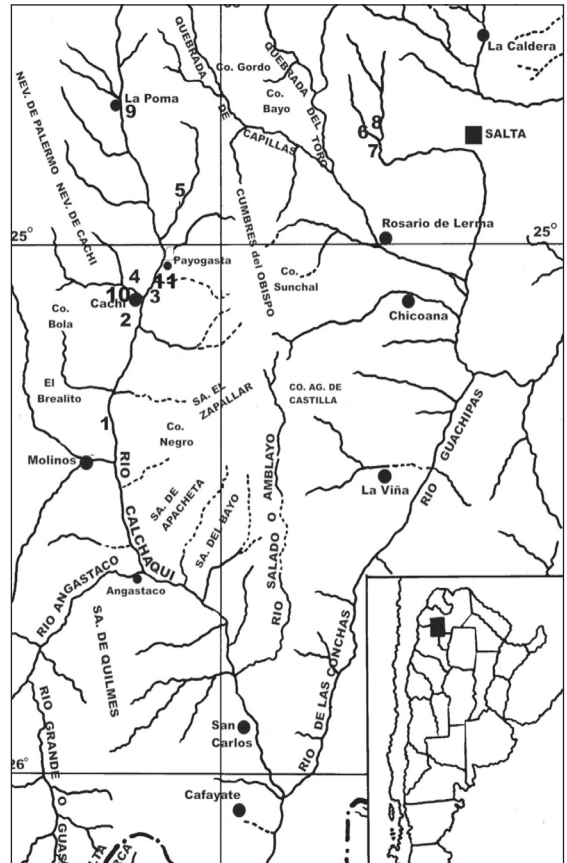 QUEBRADA DE CAPILLAS
QUEBRADA DEL TORO
La Caldera
Co. Gordo
Co.
Bayo
NEV. DE PALERMO
NEV. DE CACHI
La Poma
9
8
6
7
SALTA
5
CUMBRES del OBISPO
Rosario de Lerma
25°
25°
Payogasta
Co.
Sunchal
4
11
10
3
Cachi
2
Chicoana
Co.
Bola
El
Brealito
SA. EL
ZAPALLAR
CO. AG. DE
CASTILLA
1
Co.
Negro
Molinos
RIO CALCHAQUI
SA. DE
APACHETA
SA. DEL BAYO
RIO SALADO O AMBLAYO
La Viña
RIO GUACHIPAS
RIO ANGASTACO
Angastaco
SA. DE QUILMES
RIO DE LAS CONCHAS
RIO GRANDE O
San
Carlos
26°
Cafayate